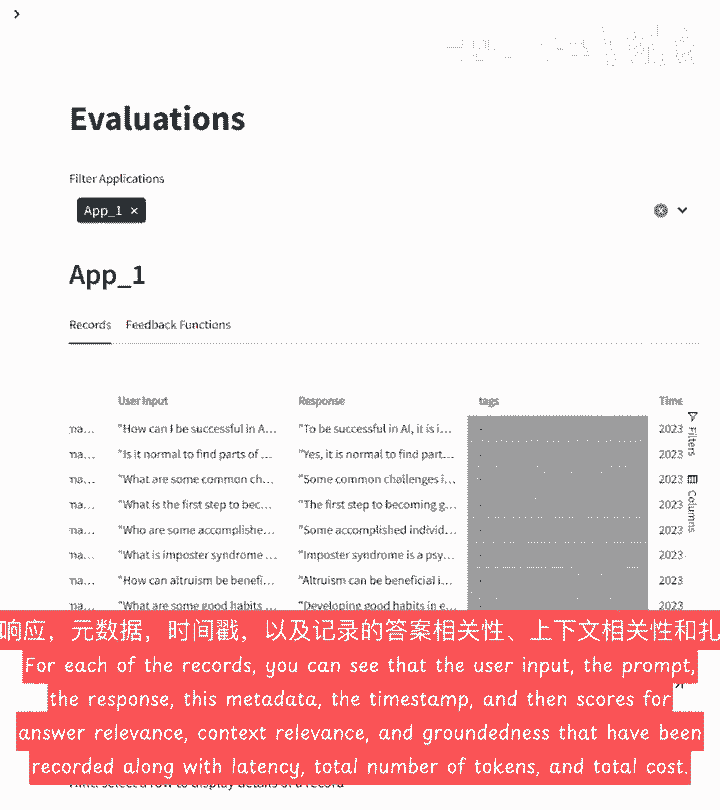 Evaluations
Filter Applications
App_1 ×
App_1
Records Feedback Functions
User Input Response tags Time
na... "How can I be successful in A... "To be successful in AI, it is i... - 2023
na... "Is it normal to find parts of ... "Yes, it is normal to find part... - 2023
na... "What are some common ch... "Some common challenges i... - 2023
na... "What is the first step to bec... "The first step to becoming g... - 2023
na... "Who are some accomplishe... "Some accomplished individ... - 2023
na... "What is imposter syndrome ... "Imposter syndrome is a psy... - 2023
na... "How can altruism be benefi... "Altruism can be beneficial i... - 2023
na... "What are some good habits ... "Developing good habits in e... - 2023
Filters
Columns
响应，元数据，时间戳，以及记录的答案相关性、上下文相关性和扎
For each of the records, you can see that the user input, the prompt,
the response, this metadata, the timestamp, and then scores for
answer relevance, context relevance, and groundedness that have been
recorded along with latency, total number of tokens, and total cost.